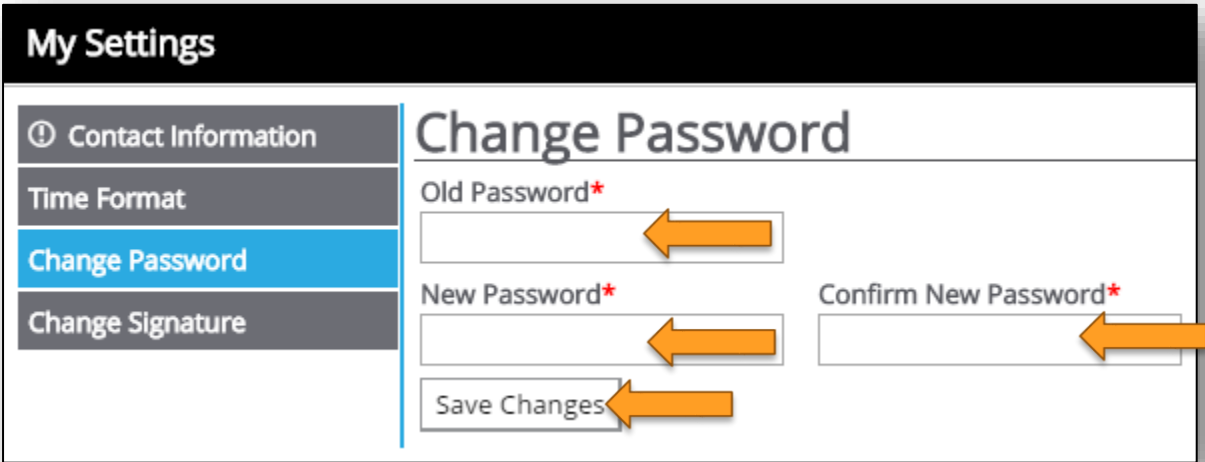 My Settings
Contact Information
Time Format
Change Password
Change Signature
Change Password
Old Password*
New Password*
Confirm New Password*
Save Changes